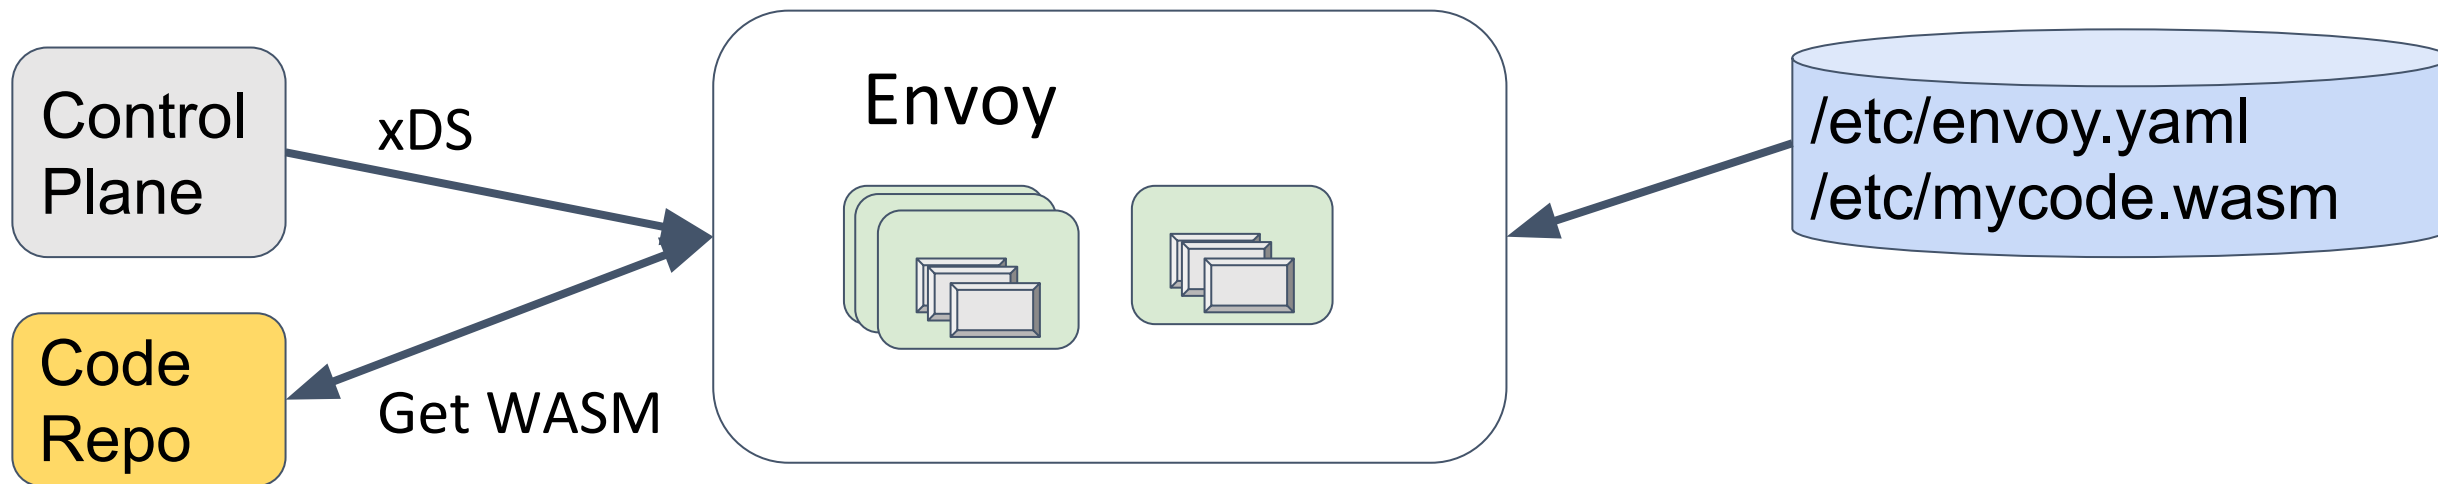 Control
Plane
xDS
Envoy
/etc/envoy.yaml
/etc/mycode.wasm
Code
Repo
Get WASM